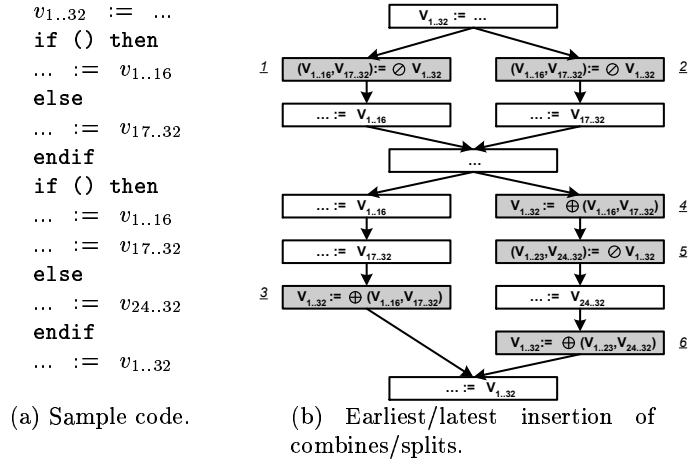 v1..32 := ...
if () then
... := v1..16
else
... := v17..32
endif
if () then
... := v1..16
... := v17..32
else
... := v24..32
endif
... := v1..32
(a) Sample code.
V1..32 := ...
1
(V1..16,V17..32):= ⊘ V1..32
(V1..16,V17..32):= ⊘ V1..32
2
... := V1..16
... := V17..32
...
... := V1..16
V1..32 := ⊕ (V1..16,V17..32)
4
... := V17..32
(V1..23,V24..32):= ⊘ V1..32
5
3
V1..32 := ⊕ (V1..16,V17..32)
... := V24..32
V1..32:= ⊕ (V1..23,V24..32)
6
... := V1..32
(b) Earliest/latest insertion of
combines/splits.